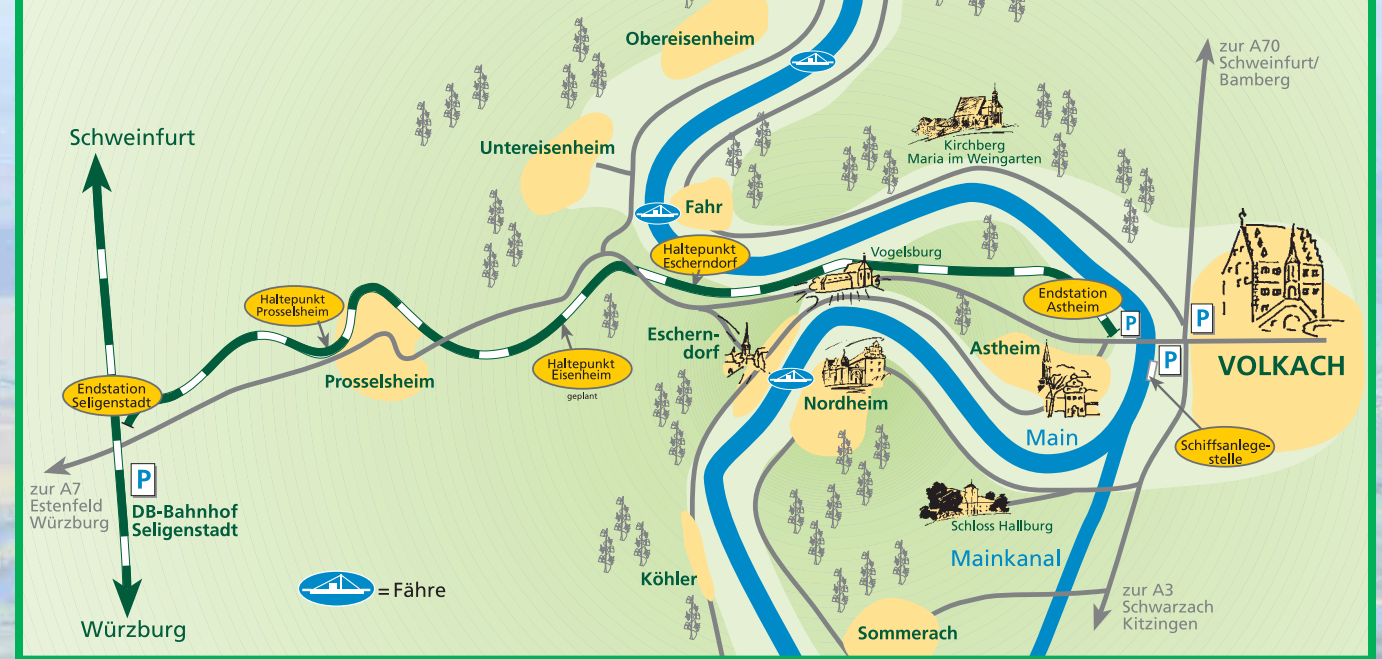 Obereisenheim
zur A70
Schweinfurt/
Bamberg
Schweinfurt
Untereisenheim
Kirchberg
Maria im Weingarten
Fahr
Haltepunkt
Escherndorf
Vogelsburg
Haltepunkt
Prosselsheim
Endstation
Astheim
P
P
Eschern-
dorf
Astheim
P
VOLKACH
Haltepunkt
Eisenheim
geplant
Prosselsheim
Endstation
Seligenstadt
Nordheim
Main
Schiffsanlege-
stelle
P
zur A7
Estenfeld
Würzburg
DB-Bahnhof
Seligenstadt
Schloss Hallburg
Mainkanal
Köhler
= Fähre
zur A3
Schwarzach
Kitzingen
Würzburg
Sommerach